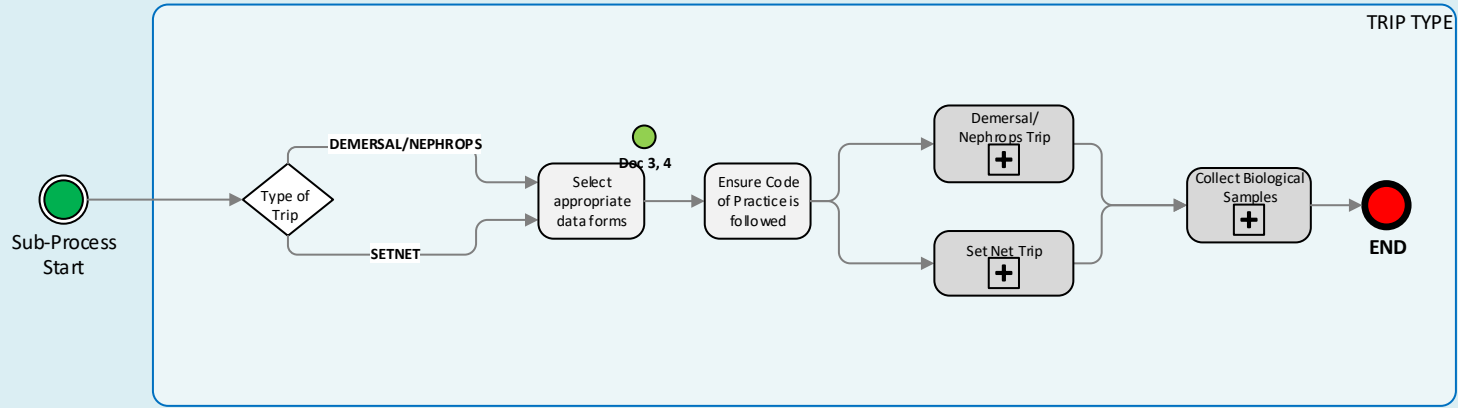 TRIP TYPE
Sub-Process
Start
Type of
Trip
DEMERSAL/NEPHROPS
SETNET
Doc 3, 4
Select
appropriate
data forms
Ensure Code
of Practice is
followed
Demersal/
Nephrops Trip
Set Net Trip
Collect Biological
Samples
END